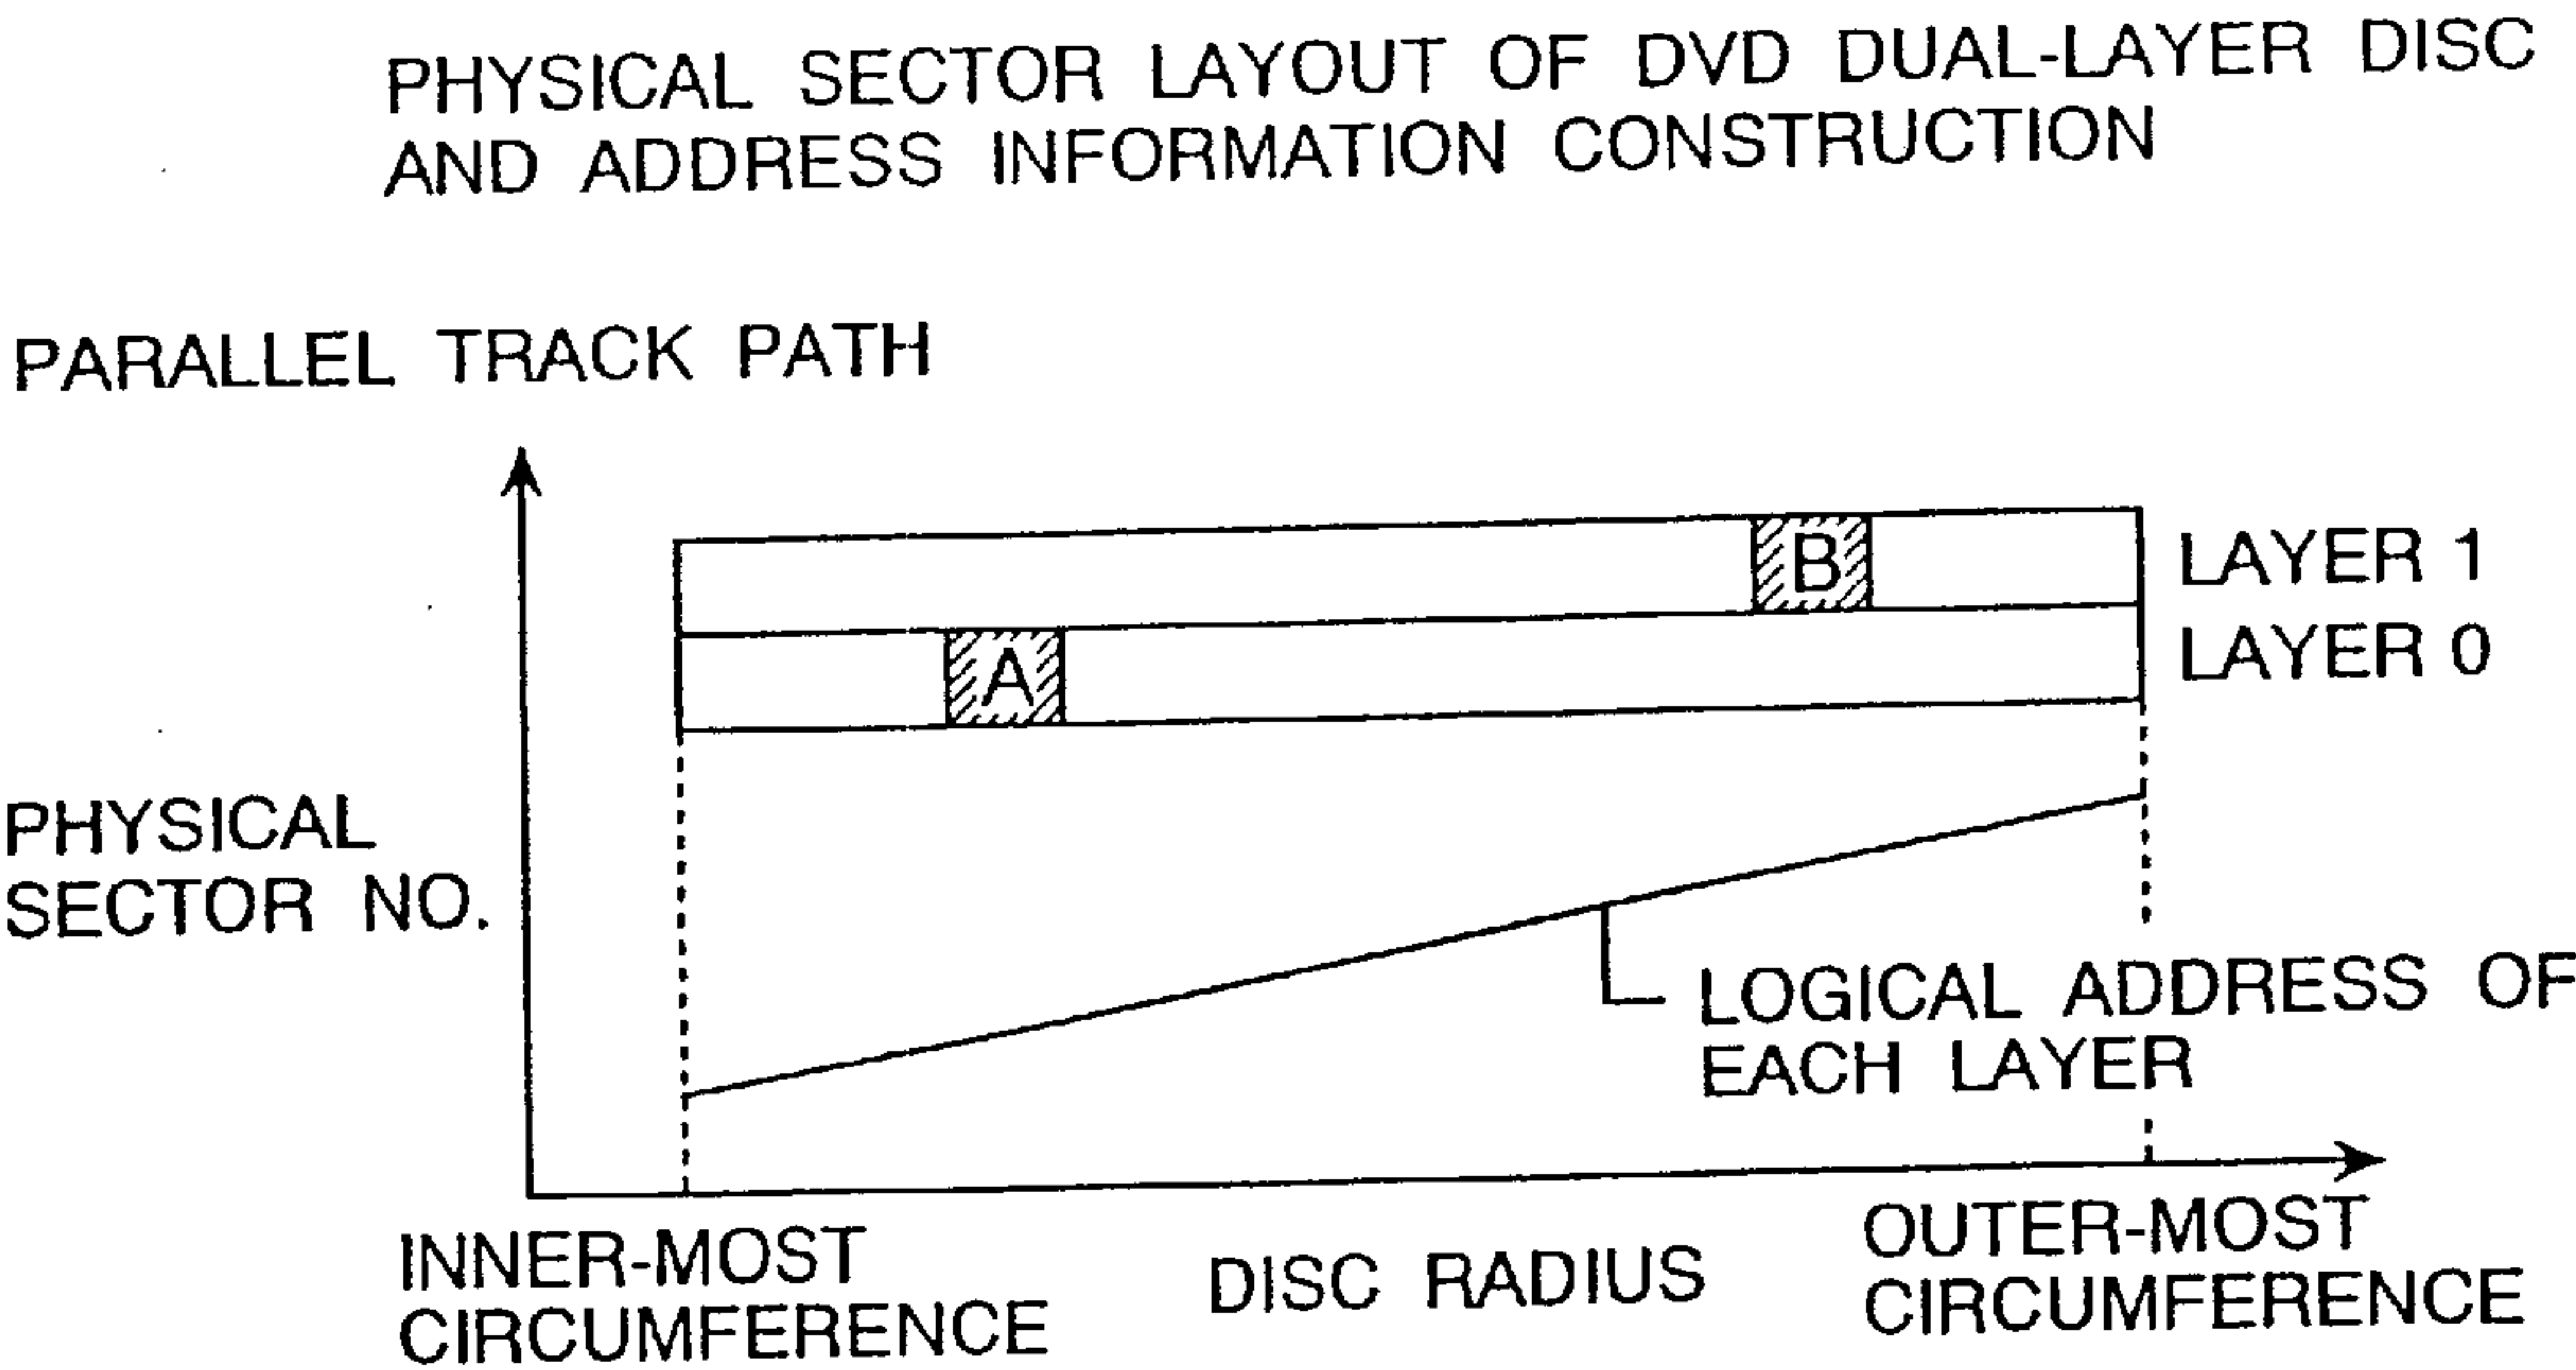 PHYSICAL SECTOR LAYOUT OF DVD DUAL-LAYER DISC
AND ADDRESS INFORMATION CONSTRUCTION
PARALLEL TRACK PATH
B
LAYER 1
A
LAYER 0
PHYSICAL
SECTOR NO.
LOGICAL ADDRESS OF
EACH LAYER
INNER-MOST
CIRCUMFERENCE
DISC RADIUS
OUTER-MOST
CIRCUMFERENCE